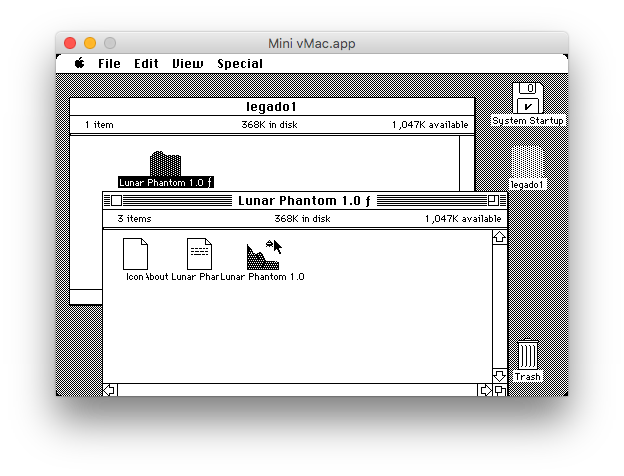 Mini vMac.app
File Edit View Special
legado1
1 item 368K in disk 1,047K available
System Startup
legado1
Lunar Phantom 1.0 ƒ
Lunar Phantom 1.0 ƒ
3 items 368K in disk 1,047K available
Icon About Lunar Phan Lunar Phantom 1.0
Trash